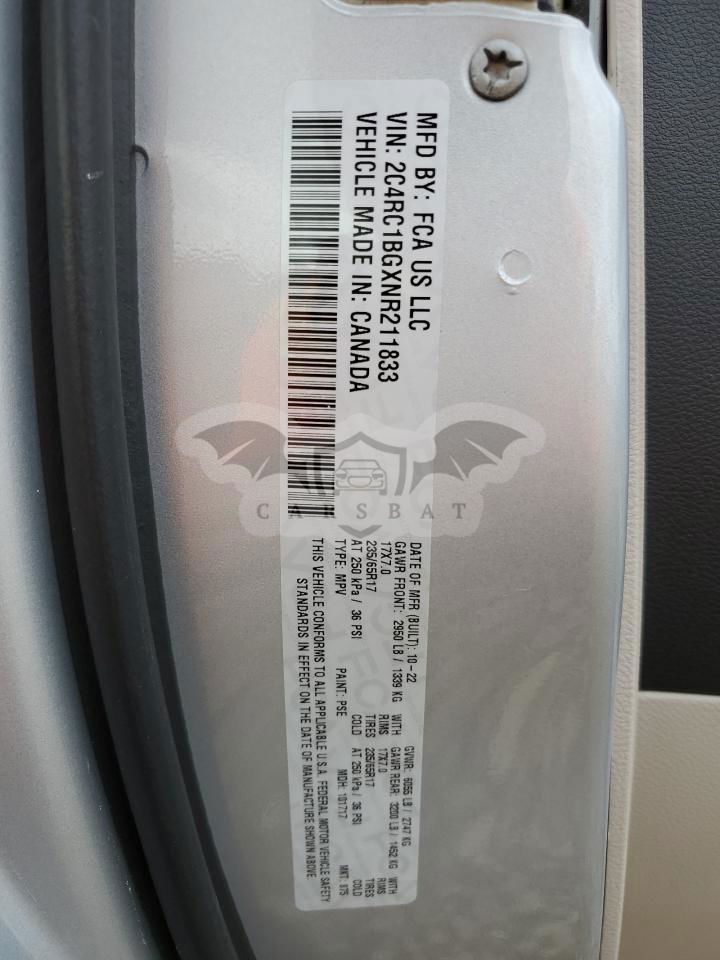 MFD BY: FCA US LLC
VIN: 2C4RC1BGXNR211833
VEHICLE MADE IN: CANADA
DATE OF MFR (BUILT): 10-22 GVWR: 6055 LB / 2747 KG
GAWR FRONT: 2950 LB / 1339 KG WITH GAWR REAR: 3200 LB / 1452 KG WITH
17X7.0 RIMS 17X7.0 RIMS
235/65R17 TIRES 235/65R17 TIRES
AT 250 kPa / 36 PSI COLD AT 250 kPa / 36 PSI COLD
TYPE: MPV PAINT: PSE MDH: 101717 MKT:
THIS VEHICLE CONFORMS TO ALL APPLICABLE U.S.A. FEDERAL MOTOR VEHICLE SAFETY
STANDARDS IN EFFECT ON THE DATE OF MANUFACTURE SHOWN ABOVE.
CARSBAT